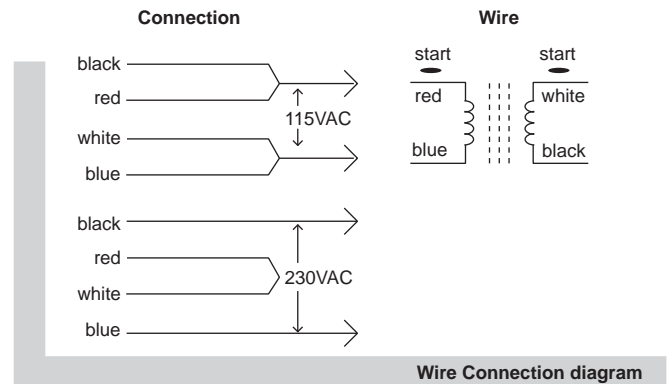 Connection
black
red
115VAC
white
blue
black
red
230VAC
white
blue
Wire
start
start
red
white
blue
black
Wire Connection diagram